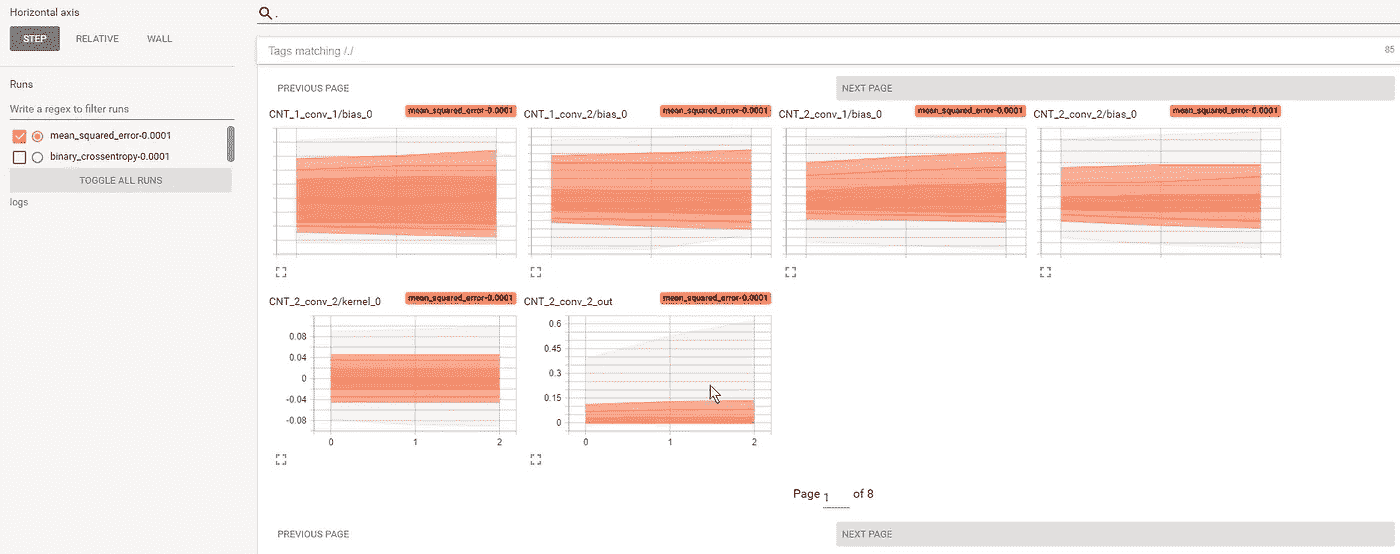 Horizontal axis
STEP RELATIVE WALL
Runs
Write a regex to filter runs
mean_squared_error-0.0001
binary_crossentropy-0.0001
TOGGLE ALL RUNS
logs
.
Tags matching /./ 85
PREVIOUS PAGE NEXT PAGE
CNT_1_conv_1/bias_0 mean_squared_error-0.0001
CNT_1_conv_2/bias_0 mean_squared_error-0.0001
CNT_2_conv_1/bias_0 mean_squared_error-0.0001
CNT_2_conv_2/bias_0 mean_squared_error-0.0001
CNT_2_conv_2/kernel_0 mean_squared_error-0.0001
0.08
0.04
0
-0.04
-0.08
0 1 2
CNT_2_conv_2_out mean_squared_error-0.0001
0.6
0.45
0.3
0.15
0
0 1 2
Page 1 of 8
PREVIOUS PAGE NEXT PAGE